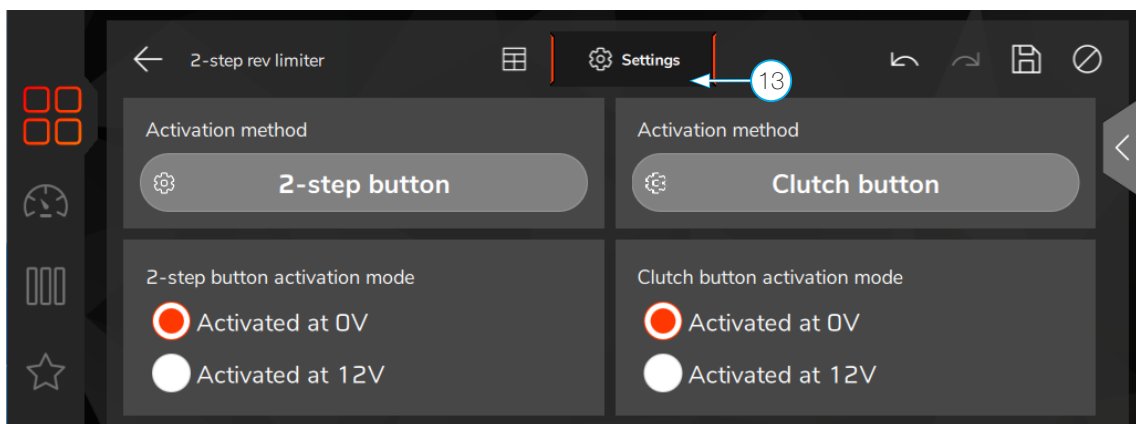 2-step rev limiter
Settings
13
Activation method
2-step button
Activation method
Clutch button
2-step button activation mode
Activated at 0V
Activated at 12V
Clutch button activation mode
Activated at 0V
Activated at 12V